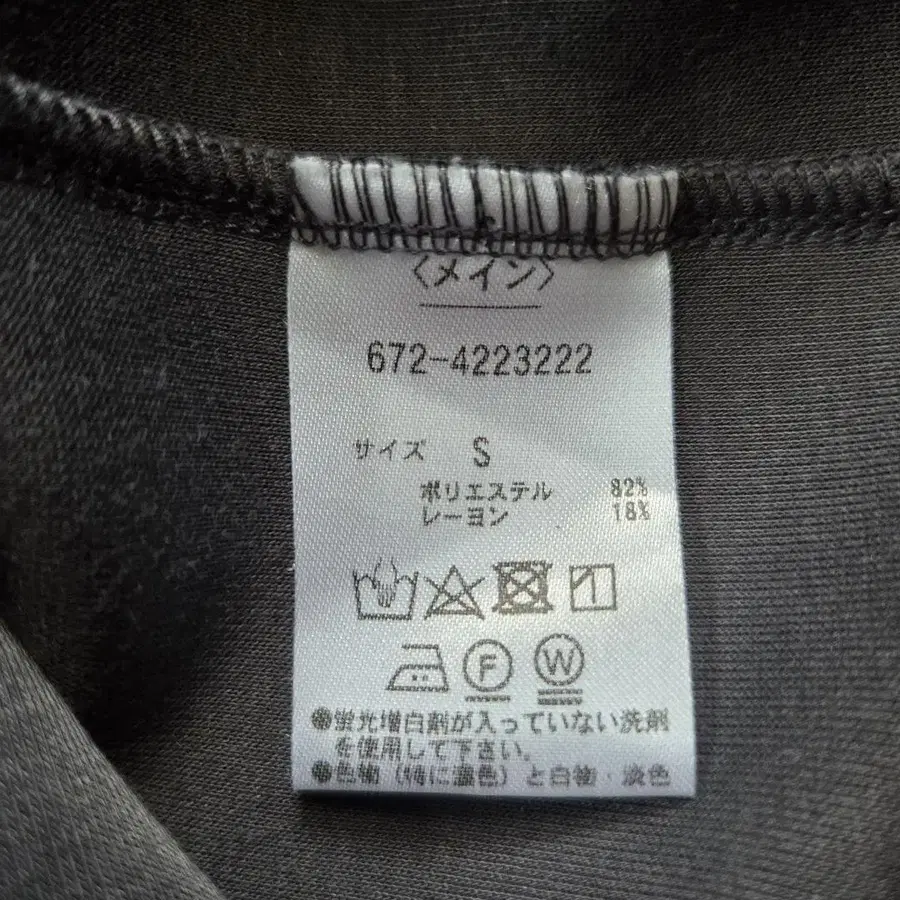 〈メイン〉
672-4223222
サイズ S
ポリエステル 82%
レーヨン 18%
F W
●蛍光増白剤が入っていない洗剤
を使用して下さい。
●色物（特に濃色）と白物・淡色